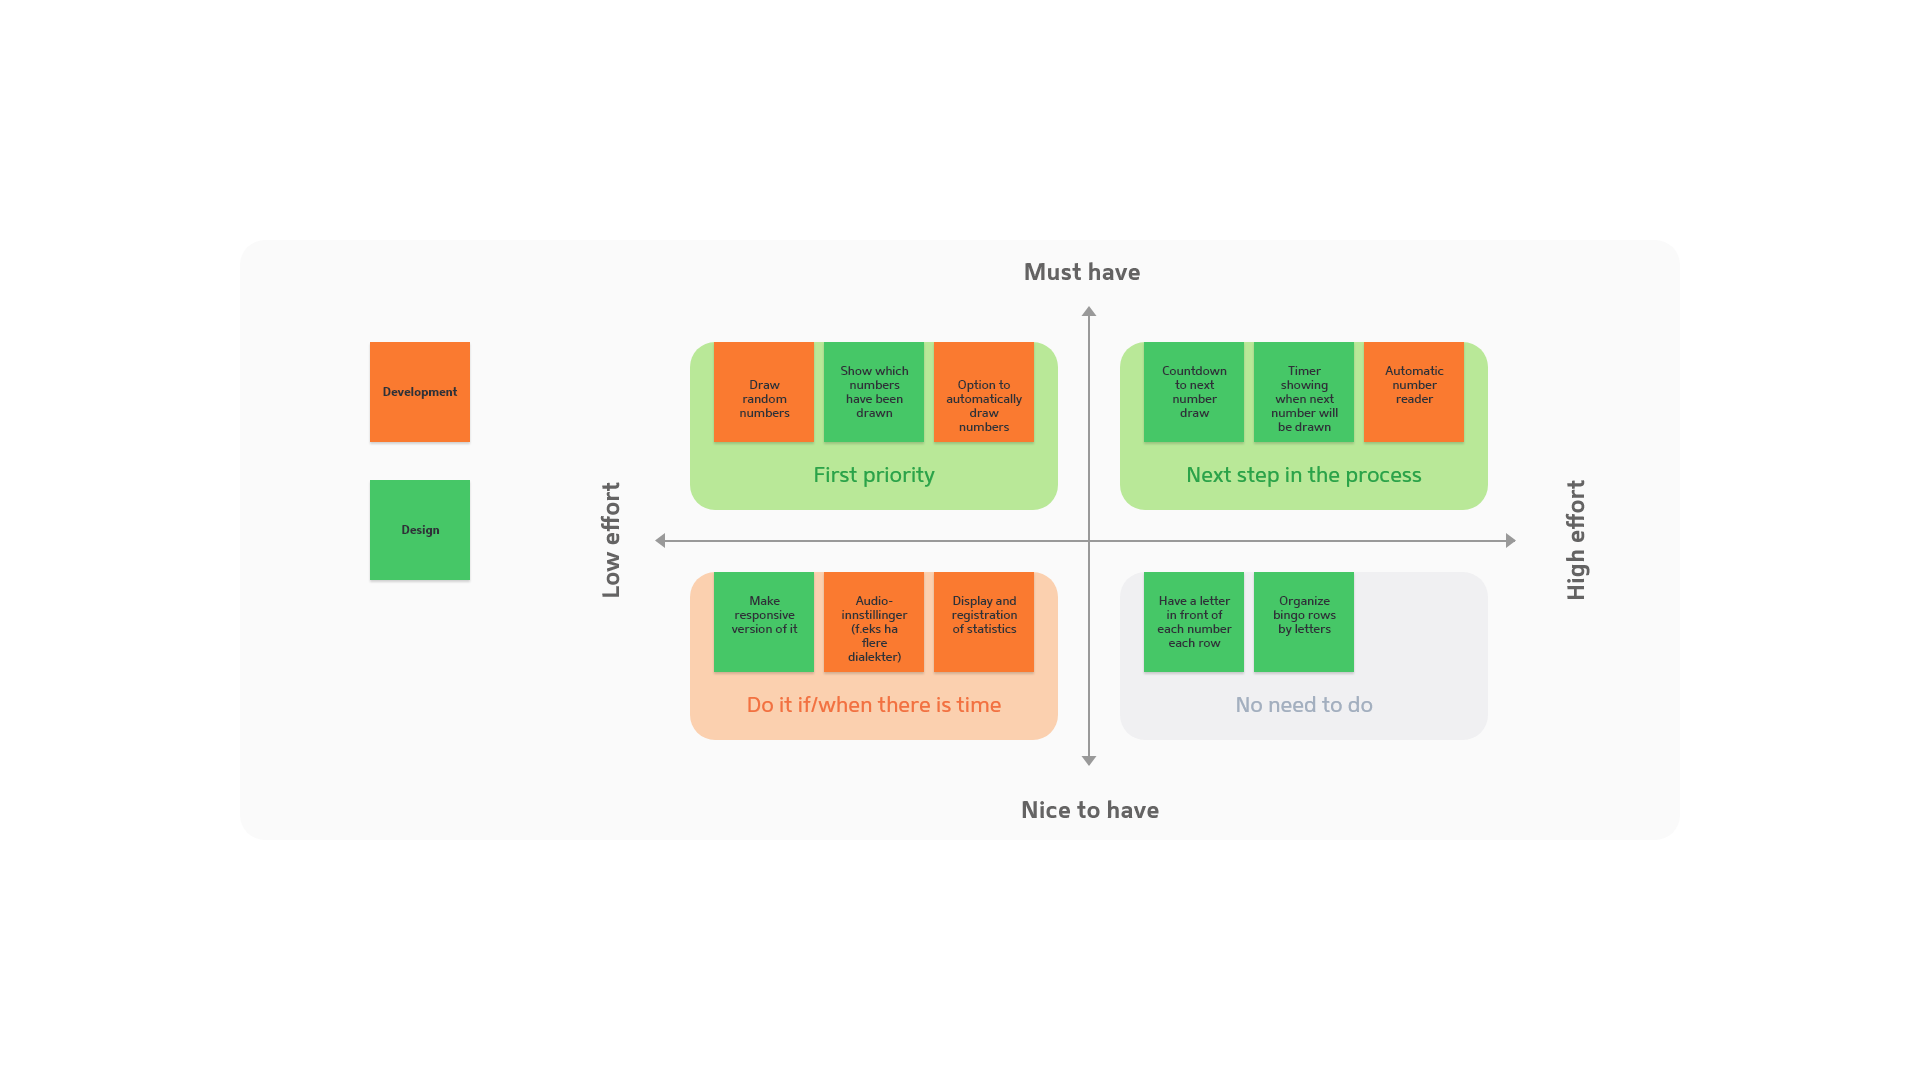 Must have
Development
Design
Low effort
High effort
Draw
random
numbers
Show which
numbers
have been
drawn
Option to
automatically
draw
numbers
First priority
Countdown
to next
number
draw
Timer
showing
when next
number will
be drawn
Automatic
number
reader
Next step in the process
Make
responsive
version of it
Audio-
innstillinger
(f.eks ha
flere
dialekter)
Display and
registration
of statistics
Do it if/when there is time
Have a letter
in front of
each number
each row
Organize
bingo rows
by letters
No need to do
Nice to have